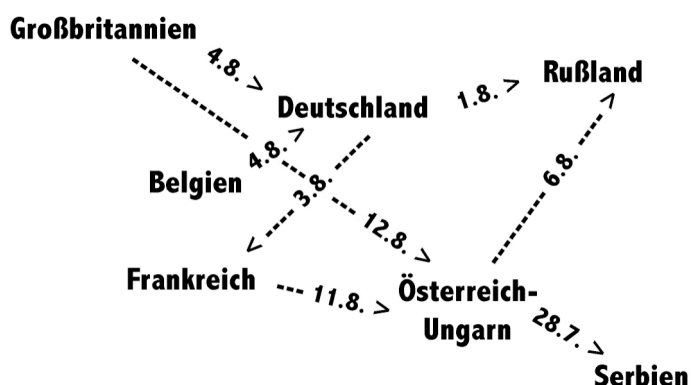 Großbritannien
4.8. >
Rußland
Deutschland
1.8. >
4.8. >
6.8. >
Belgien
3.8. >
12.8. >
Frankreich
11.8. >
Österreich-
Ungarn
28.7. >
Serbien